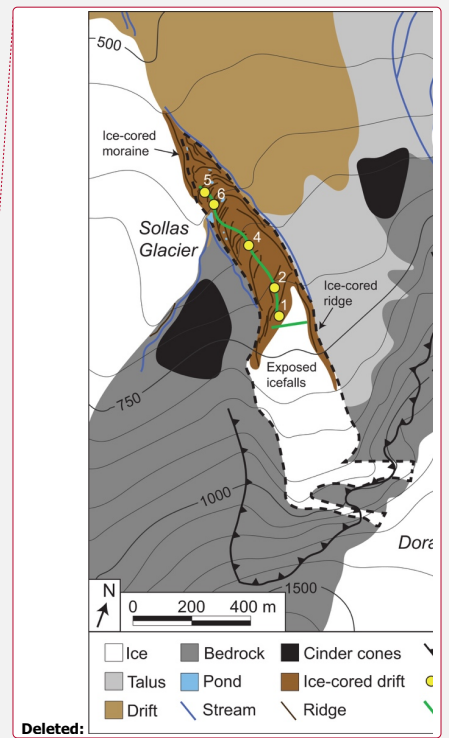 500
Ice-cored
moraine
5
6
Sollas
Glacier
4
2
Ice-cored
ridge
1
Exposed
icefalls
750
1000
Dora
N
1500
0 200 400 m
Ice Bedrock Cinder cones
Talus Pond Ice-cored drift
Drift Stream Ridge
Deleted: